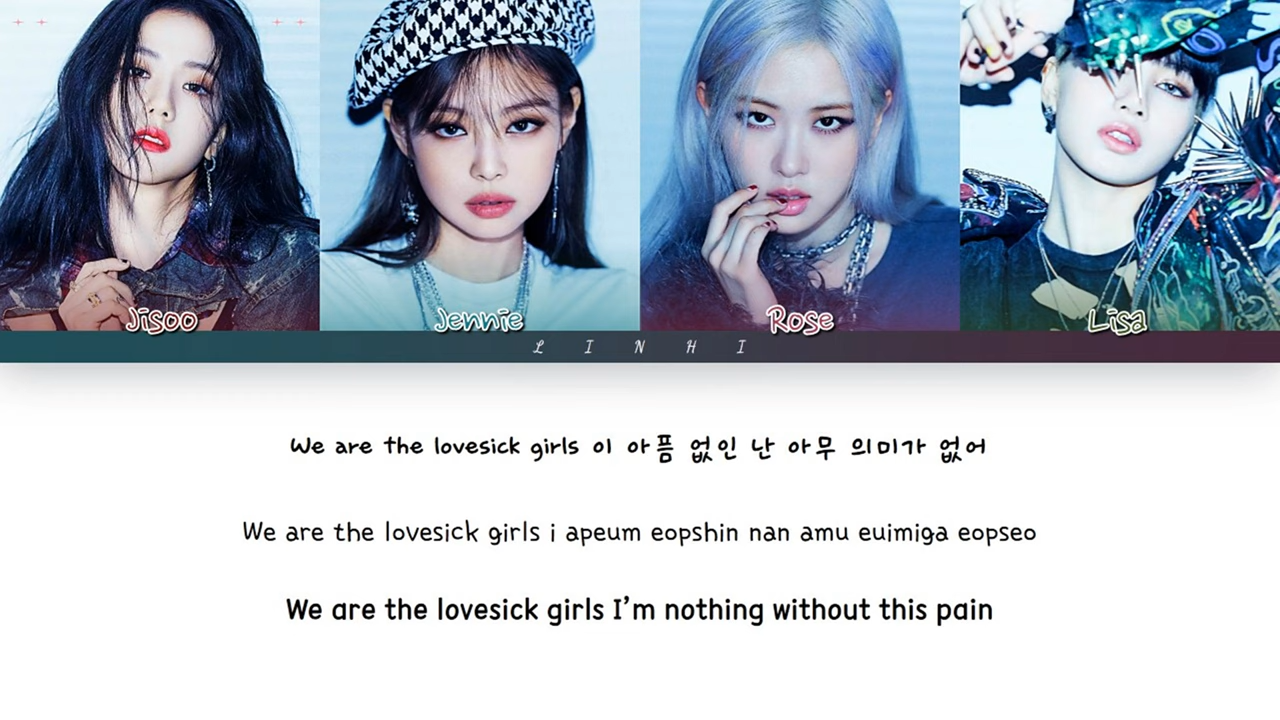 Jisoo
Jennie
Rose
Lisa
L I N H I
We are the lovesick girls 이 아픔 없인 난 아무 의미가 없어
We are the lovesick girls i apeum eopshin nan amu euimiga eopseo
We are the lovesick girls I’m nothing without this pain